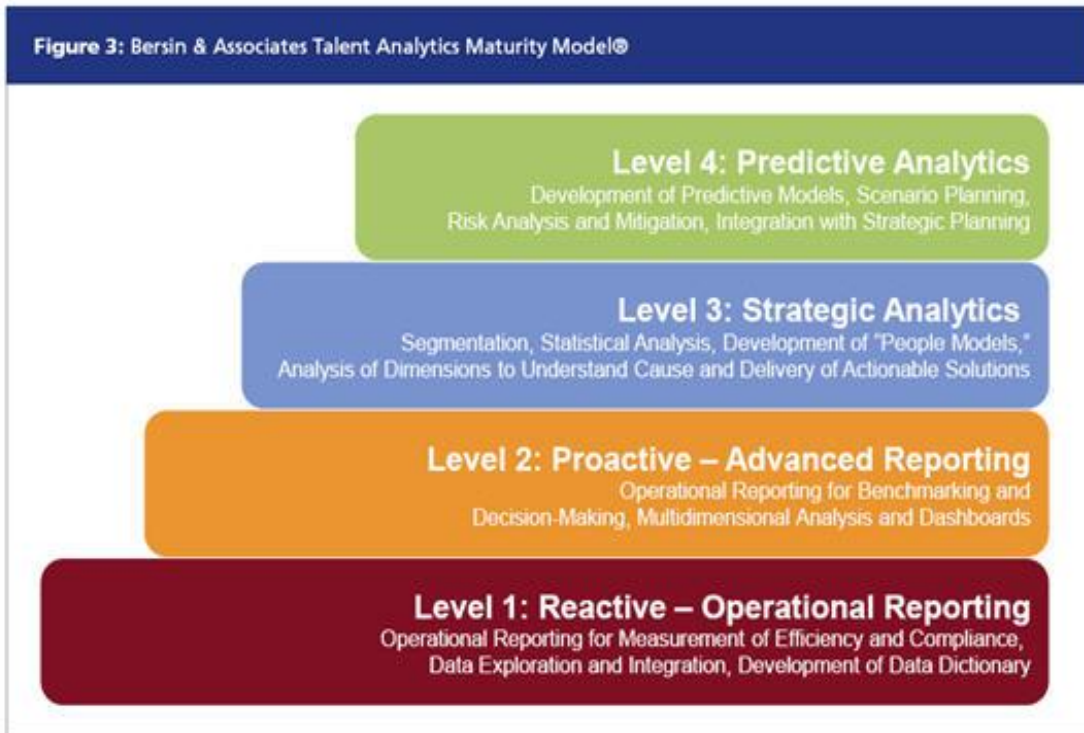 Figure 3: Bersin & Associates Talent Analytics Maturity Model®
Level 4: Predictive Analytics
Development of Predictive Models, Scenario Planning,
Risk Analysis and Mitigation, Integration with Strategic Planning
Level 3: Strategic Analytics
Segmentation, Statistical Analysis, Development of "People Models,"
Analysis of Dimensions to Understand Cause and Delivery of Actionable Solutions
Level 2: Proactive – Advanced Reporting
Operational Reporting for Benchmarking and
Decision-Making, Multidimensional Analysis and Dashboards
Level 1: Reactive – Operational Reporting
Operational Reporting for Measurement of Efficiency and Compliance,
Data Exploration and Integration, Development of Data Dictionary